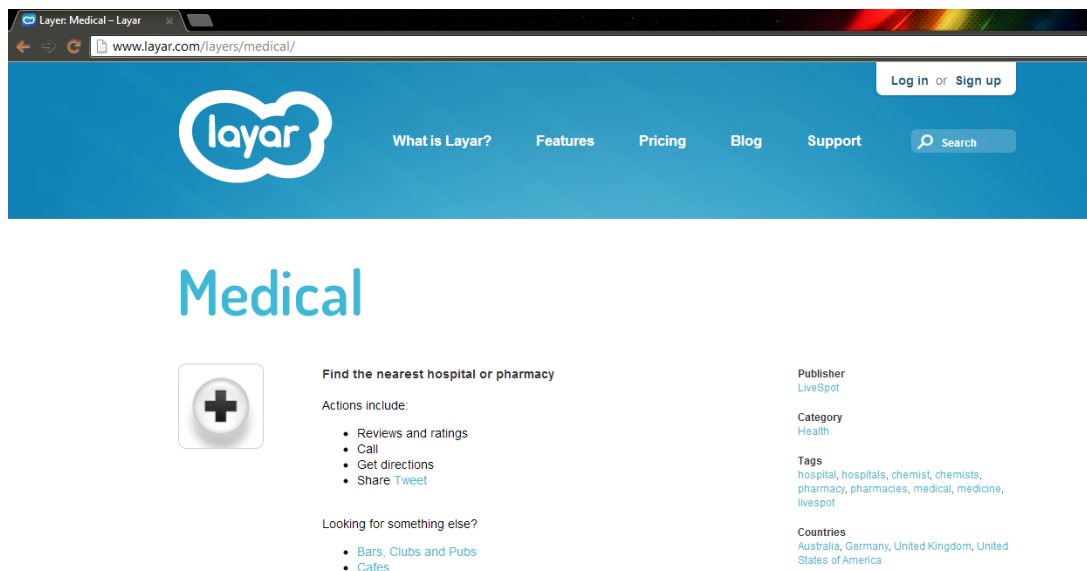 Layer: Medical – Layar
www.layar.com/layers/medical/
Log in or Sign up
layar
What is Layar?
Features
Pricing
Blog
Support
Search
Medical
Find the nearest hospital or pharmacy
Actions include:
Reviews and ratings
Call
Get directions
Share Tweet
Looking for something else?
Bars, Clubs and Pubs
Cafes
Publisher
LiveSpot
Category
Health
Tags
hospital, hospitals, chemist, chemists,
pharmacy, pharmacies, medical, medicine,
livespot
Countries
Australia, Germany, United Kingdom, United
States of America